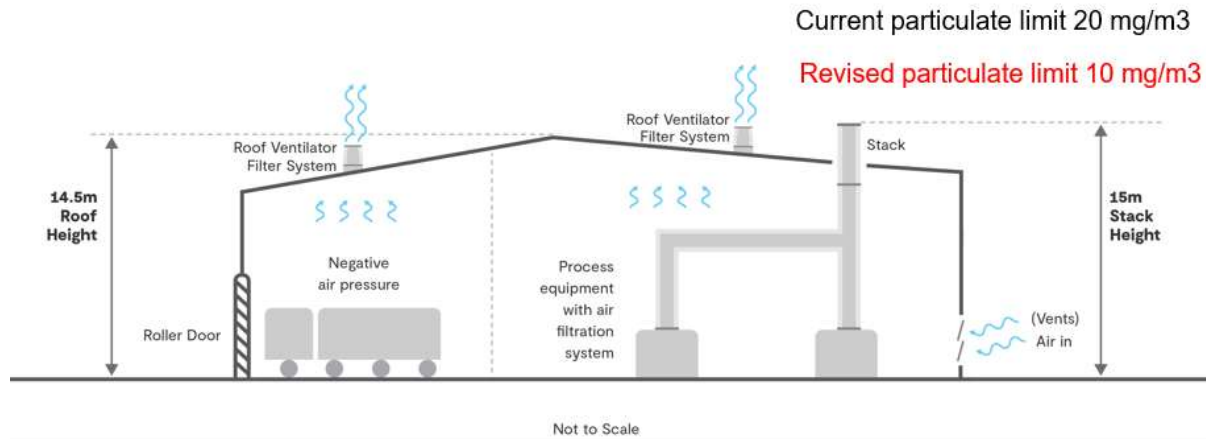 Current particulate limit 20 mg/m3
Revised particulate limit 10 mg/m3
Roof Ventilator
Filter System
Roof Ventilator
Filter System
Stack
14.5m
Roof
Height
15m
Stack
Height
Negative
air pressure
Process
equipment
with air
filtration
system
Roller Door
(Vents)
Air in
Not to Scale